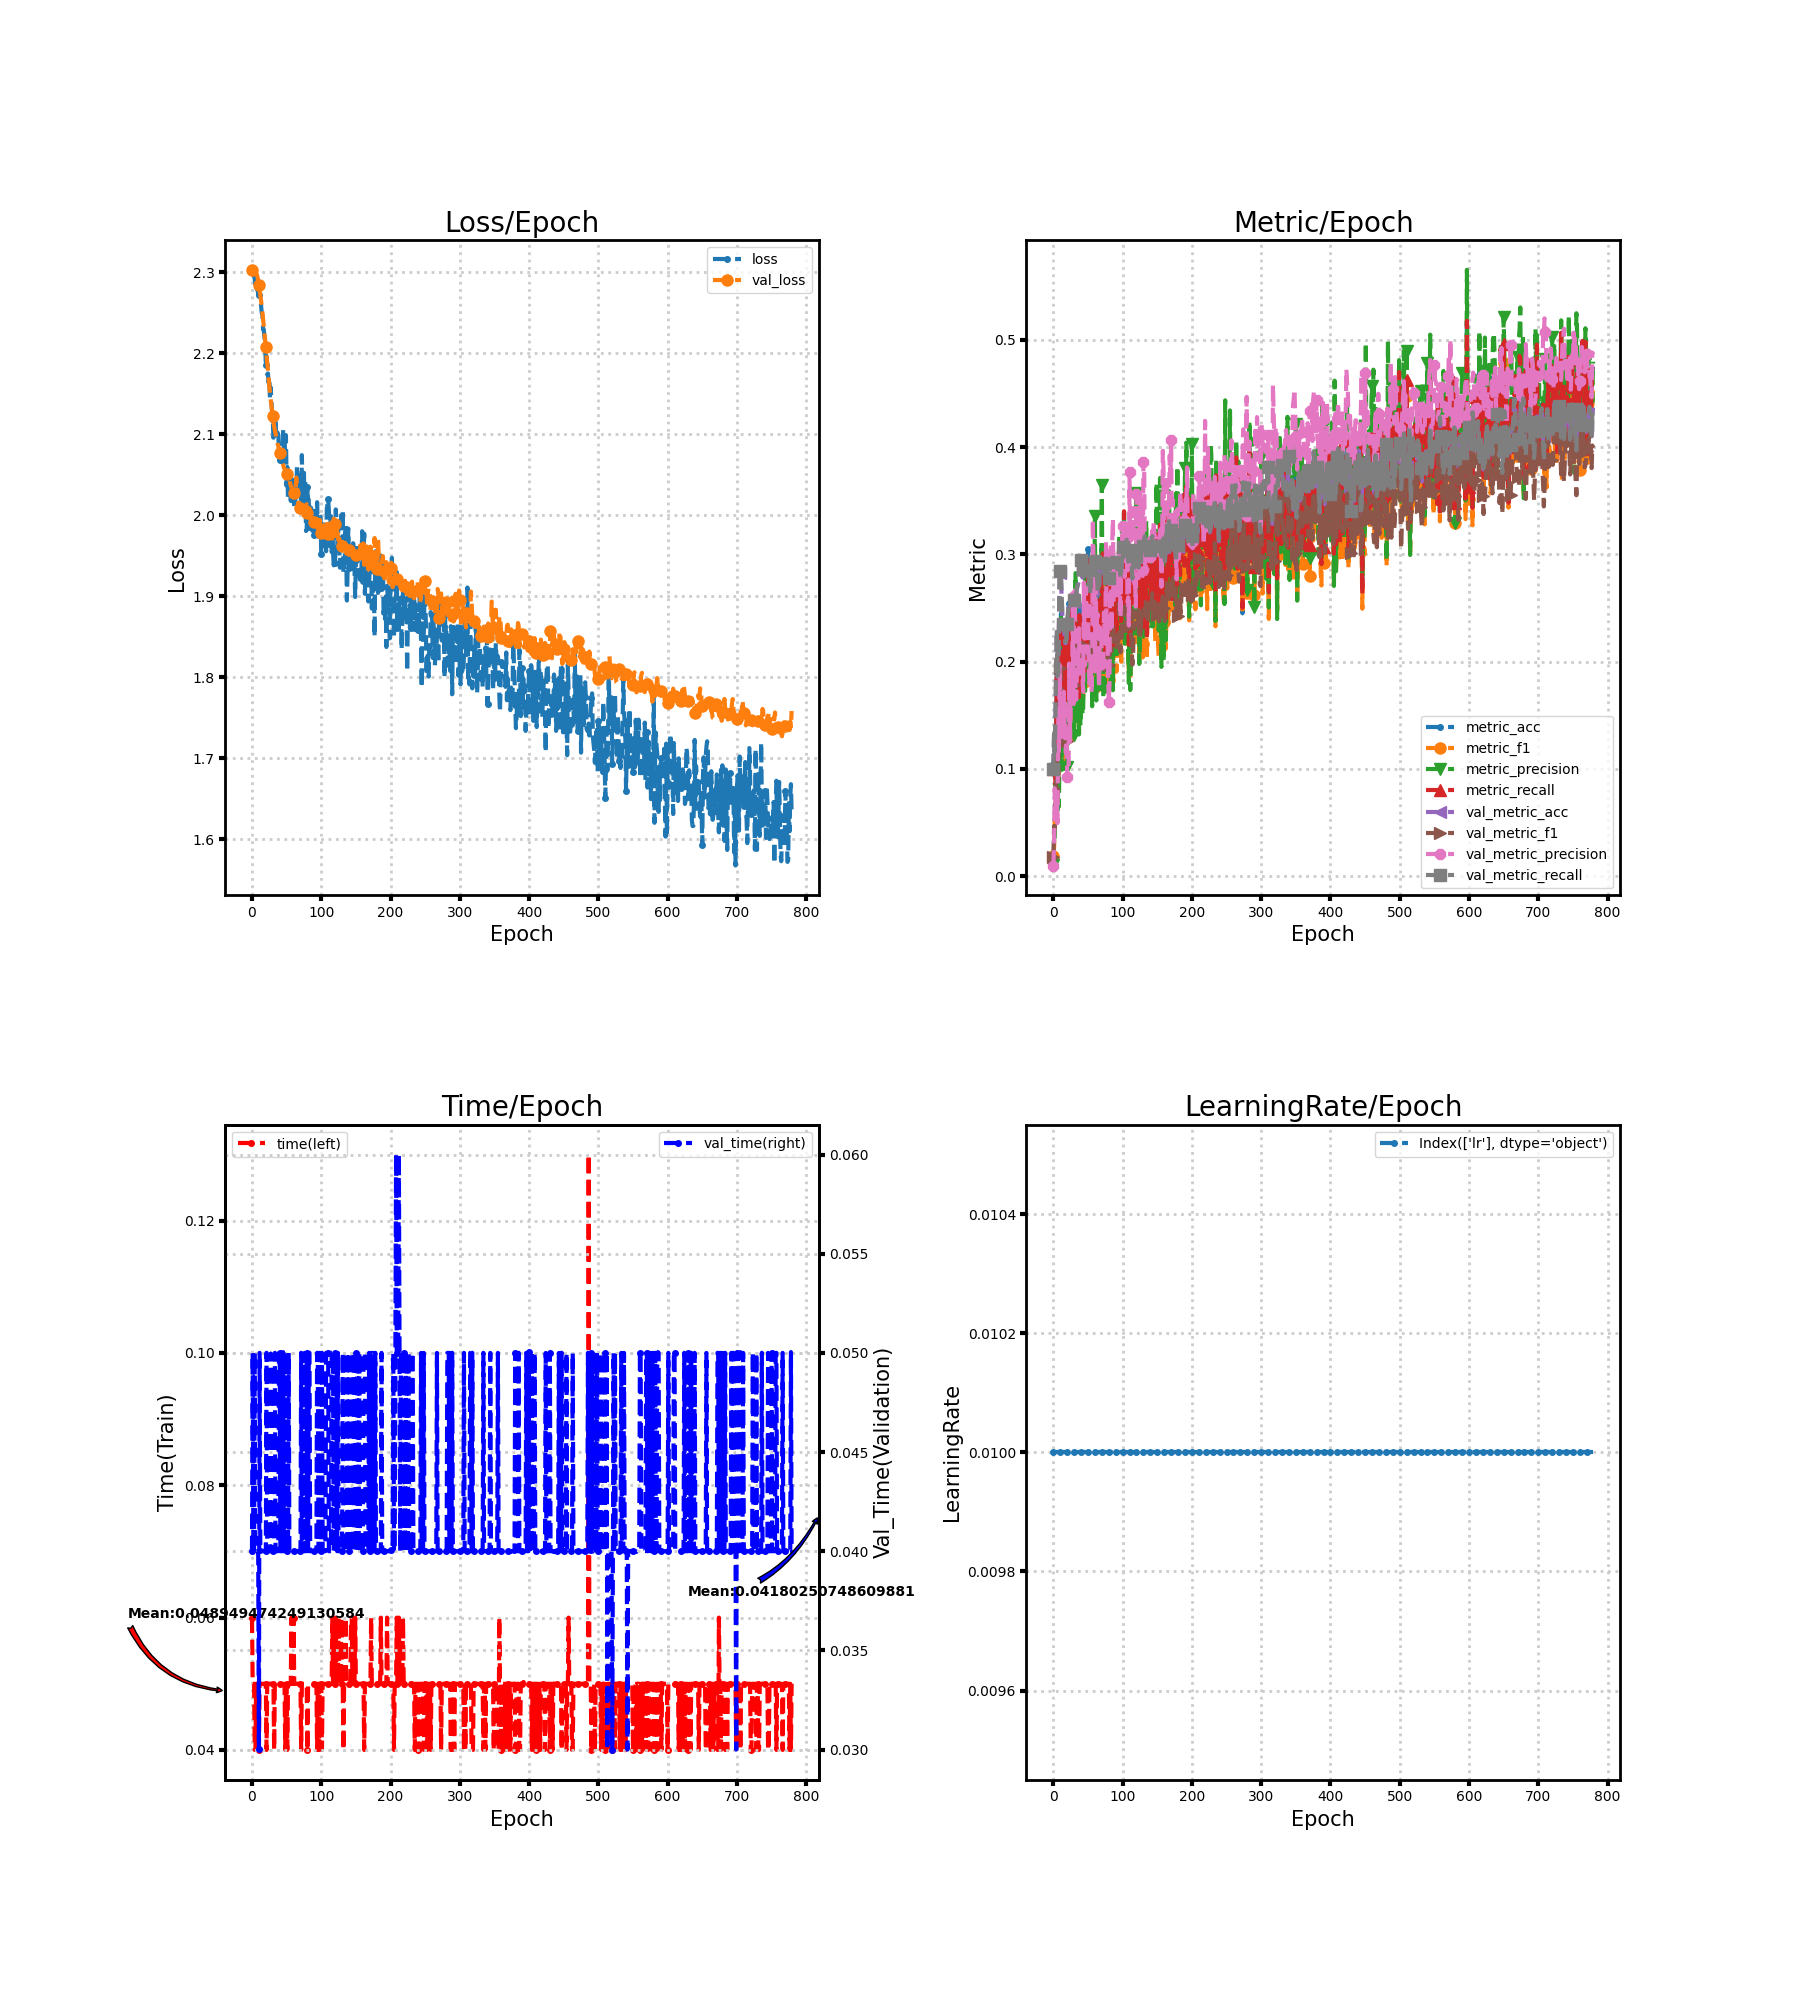 Loss/Epoch
2.3
2.2
2.1
2.0
1.9
1.8
1.7
1.6
Loss
loss
val_loss
0 100 200 300 400 500 600 700 800
Epoch
Metric/Epoch
0.5
0.4
0.3
0.2
0.1
0.0
Metric
metric_acc
metric_f1
metric_precision
metric_recall
val_metric_acc
val_metric_f1
val_metric_precision
val_metric_recall
0 100 200 300 400 500 600 700 800
Epoch
Time/Epoch
time(left)
val_time(right)
0.12
0.10
0.08
0.06
0.04
Time(Train)
0.060
0.055
0.050
0.045
0.040
0.035
0.030
Val_Time(Validation)
Mean:0.04180250748609881
Mean:0.048949474249130584
0 100 200 300 400 500 600 700 800
Epoch
LearningRate/Epoch
Index(['lr'], dtype='object')
0.0104
0.0102
0.0100
0.0098
0.0096
LearningRate
0 100 200 300 400 500 600 700 800
Epoch